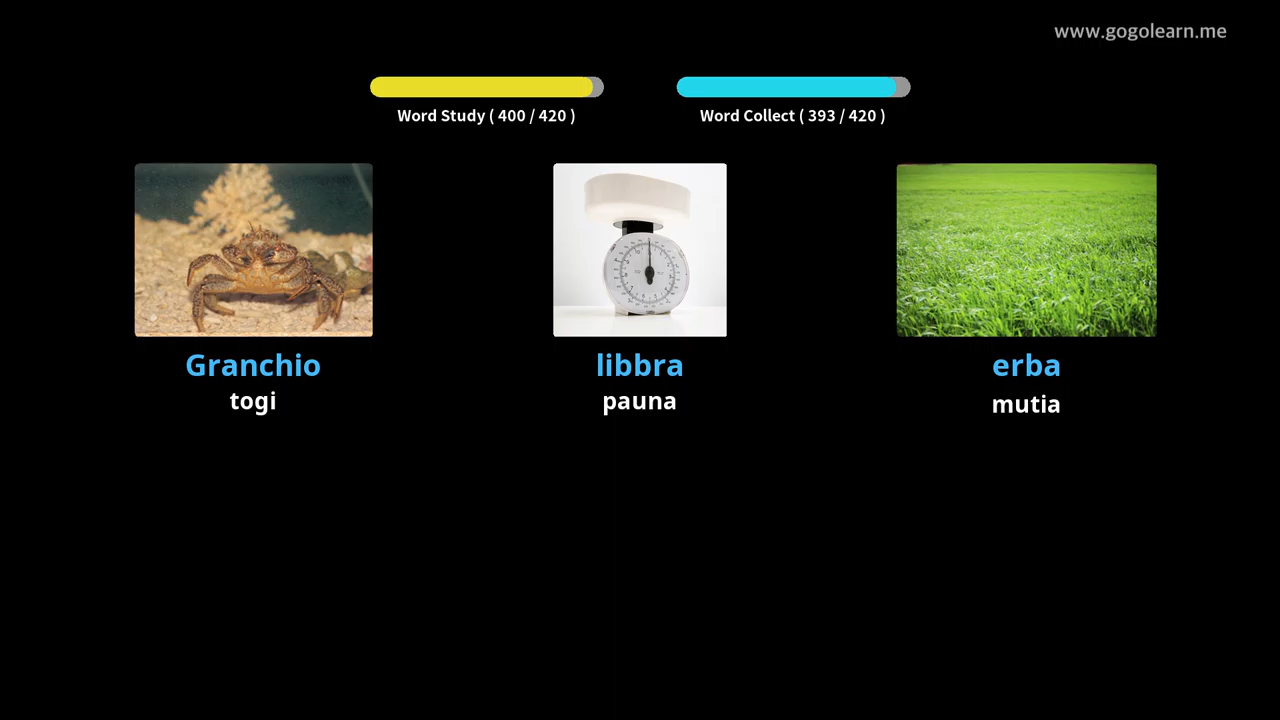 www.gogolearn.me
Word Study ( 400 / 420 )
Word Collect ( 393 / 420 )
Granchio
togi
libbra
pauna
erba
mutia